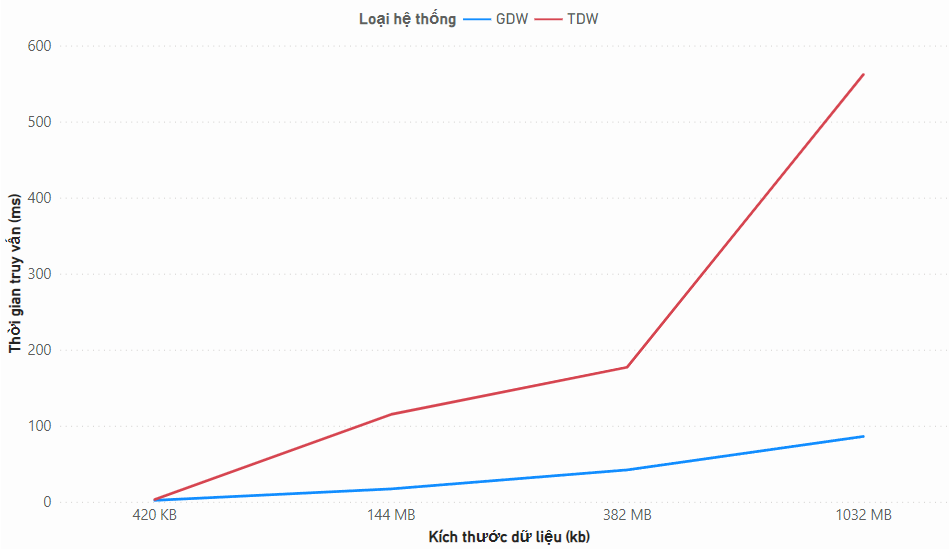 Loại hệ thống GDW TDW
600
500
400
300
200
100
0
Thời gian truy vấn (ms)
420 KB 144 MB 382 MB 1032 MB
Kích thước dữ liệu (kb)